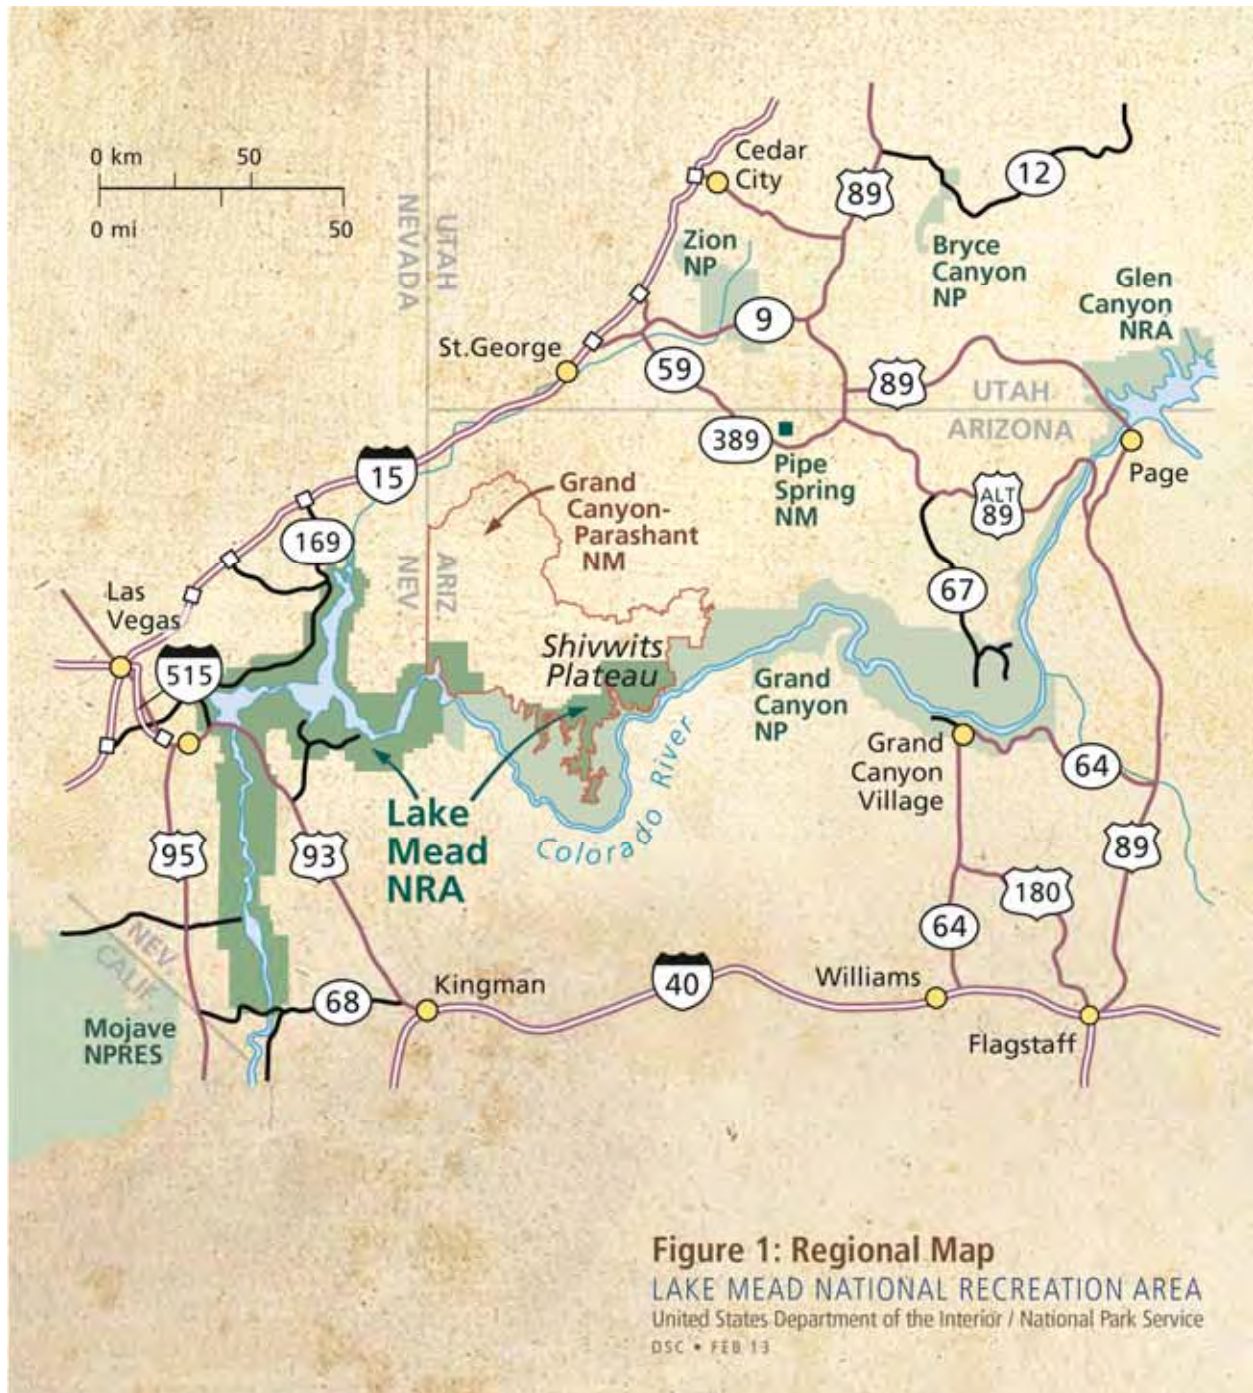 0 km 50
0 mi 50
NEVADA
UTAH
Cedar
City
89
12
Zion
NP
Bryce
Canyon
NP
Glen
Canyon
NRA
9
St.George
59
89
UTAH
ARIZONA
389
Page
15
Pipe
Spring
NM
ALT
89
Grand
Canyon-
Parashant
NM
169
NEV.
ARIZ.
67
Las
Vegas
Shivwits
Plateau
515
Grand
Canyon
NP
Grand
Canyon
Village
64
Colorado River
Lake
Mead
NRA
95
93
89
180
64
NEV.
CALIF.
Kingman
40
Williams
68
Mojave
NPRES
Flagstaff
Figure 1: Regional Map
LAKE MEAD NATIONAL RECREATION AREA
United States Department of the Interior / National Park Service
DSC • FEB 13